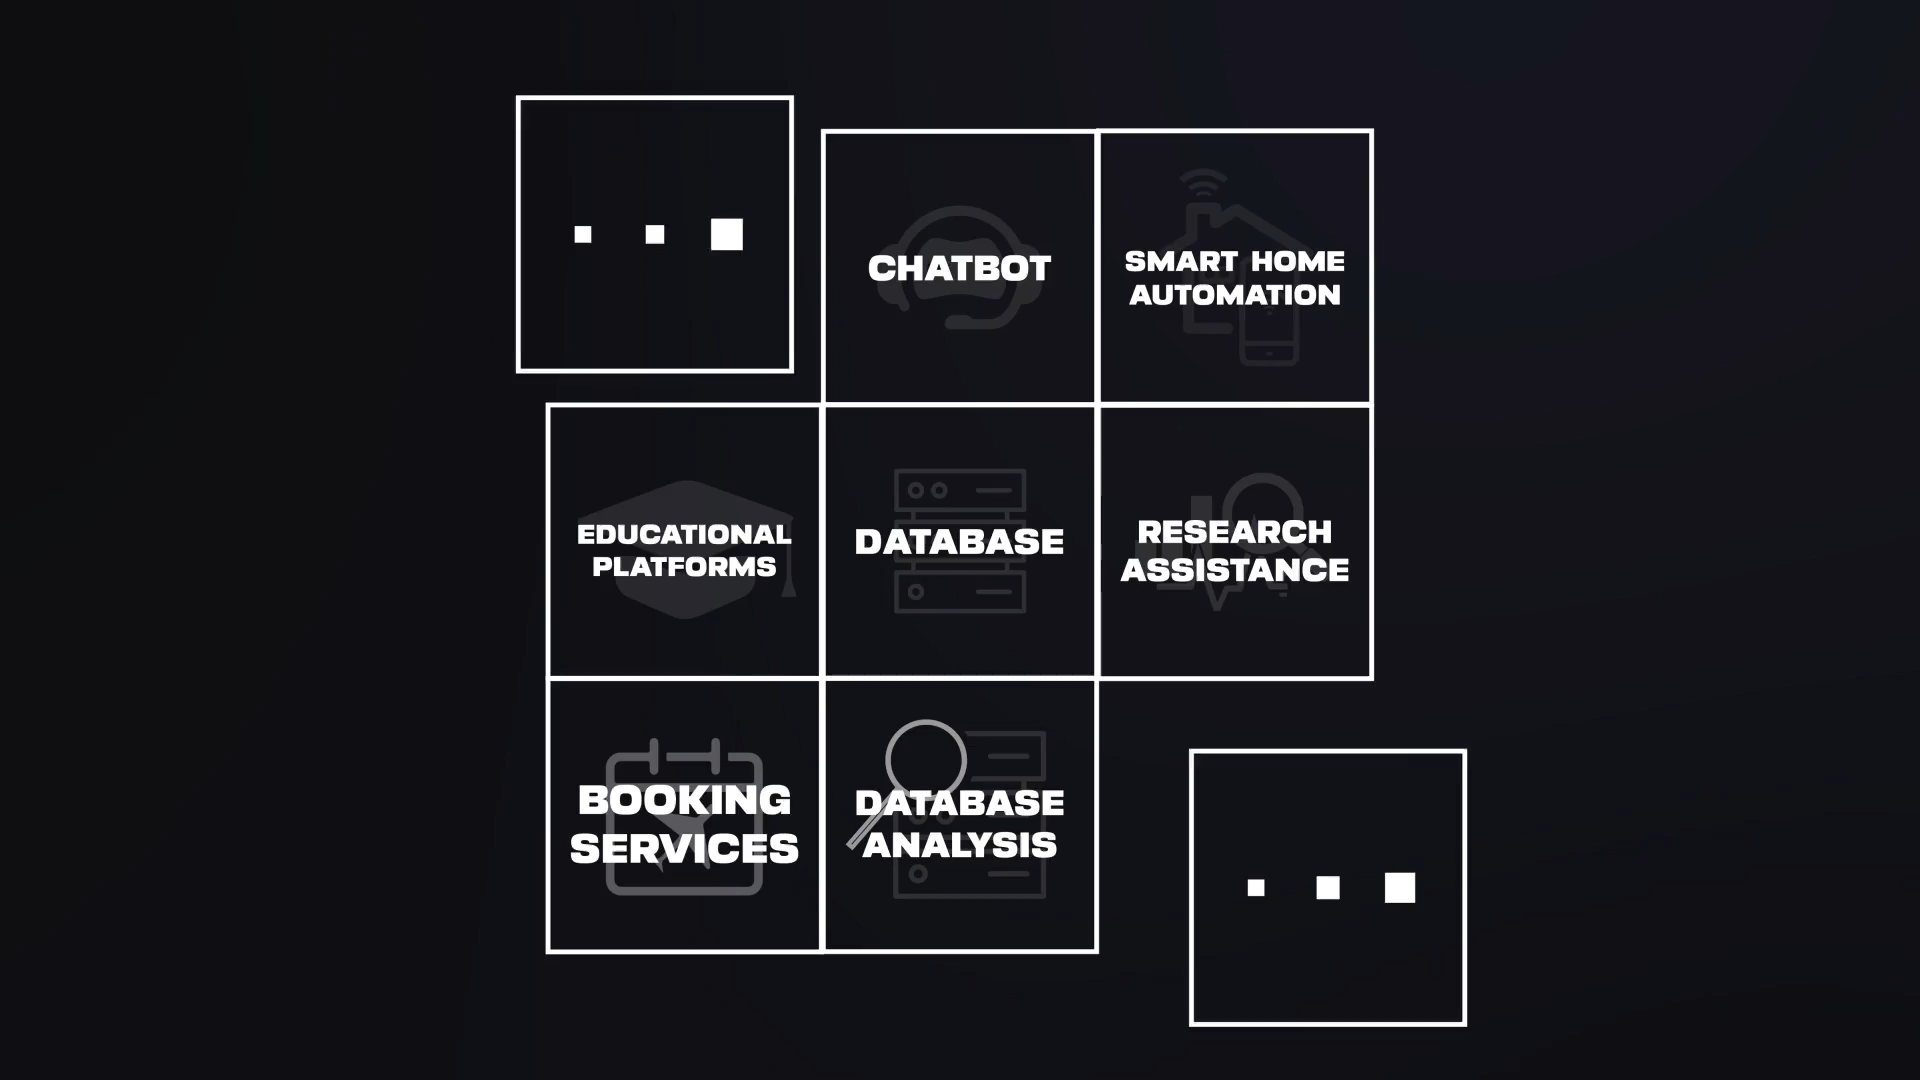 CHATBOT
SMART HOME
AUTOMATION
EDUCATIONAL
PLATFORMS
DATABASE
RESEARCH
ASSISTANCE
BOOKING
SERVICES
DATABASE
ANALYSIS